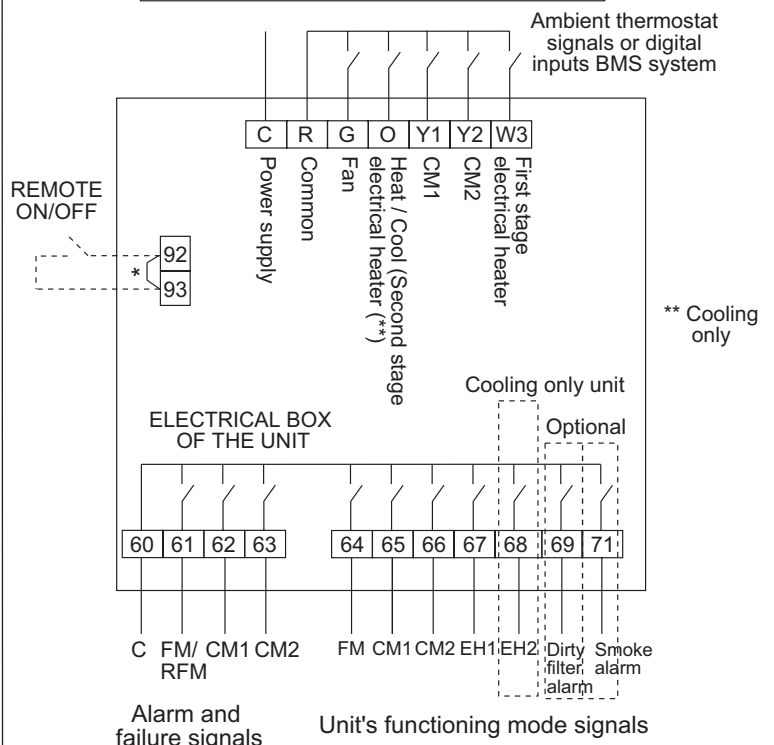 Ambient thermostat
signals or digital
inputs BMS system
C R G O Y1 Y2 W3
Power supply
Common
Fan
Heat / Cool (Second stage
electrical heater (**)
CM1
CM2
First stage
electrical heater
REMOTE
ON/OFF
*
92
93
** Cooling
only
Cooling only unit
Optional
ELECTRICAL BOX
OF THE UNIT
60 61 62 63 64 65 66 67 68 69 71
C FM/ CM1 CM2 FM CM1 CM2 EH1 EH2 Dirty Smoke
RFM filter alarm
alarm
Alarm and
failure signals
Unit's functioning mode signals